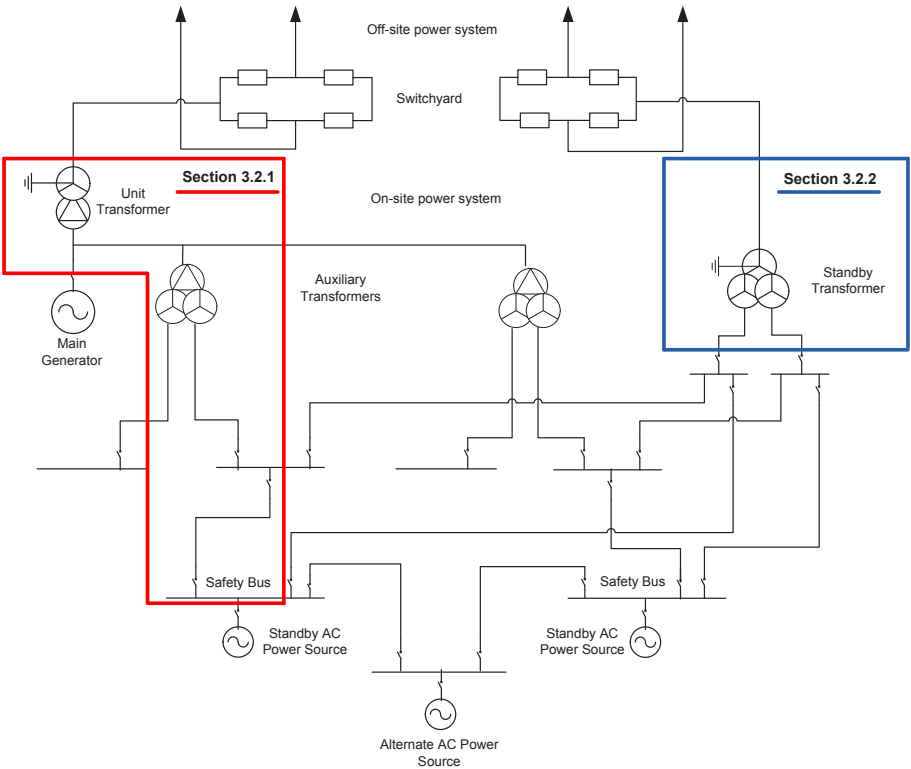 Off-site power system
Switchyard
Section 3.2.1
Section 3.2.2
Unit
Transformer
On-site power system
Auxiliary
Transformers
Standby
Transformer
Main
Generator
Safety Bus
Safety Bus
Standby AC
Power Source
Standby AC
Power Source
Alternate AC Power
Source